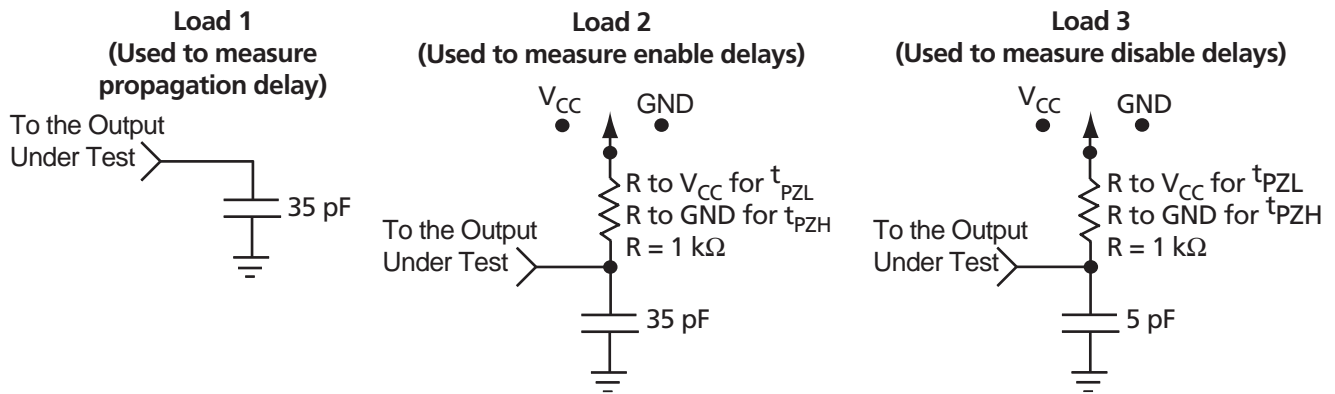 Load 1
(Used to measure
propagation delay)
To the Output
Under Test
35 pF
Load 2
(Used to measure enable delays)
VCC
GND
R to VCC for tPZL
R to GND for tPZH
R = 1 kΩ
To the Output
Under Test
35 pF
Load 3
(Used to measure disable delays)
VCC
GND
R to VCC for tPZL
R to GND for tPZH
R = 1 kΩ
To the Output
Under Test
5 pF